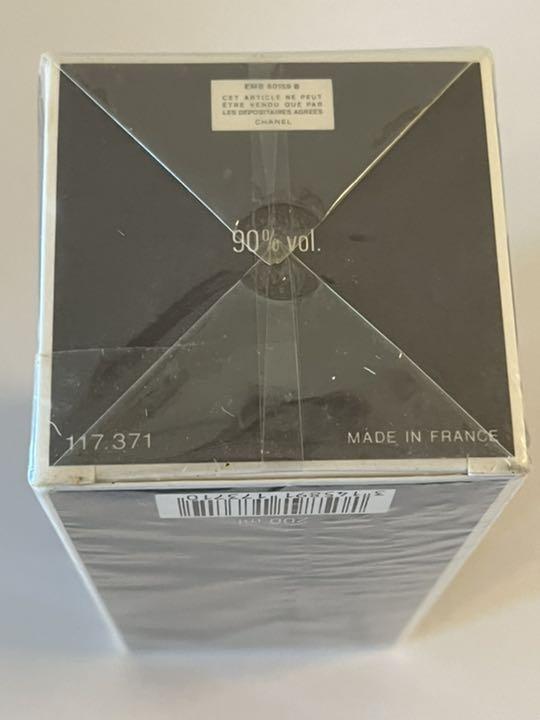 EMB 60159 B
CET ARTICLE NE PEUT
ÊTRE VENDU QUE PAR
LES DEPOSITAIRES AGREES
CHANEL
90% vol.
117.371
MADE IN FRANCE
3145891173710
200 ml